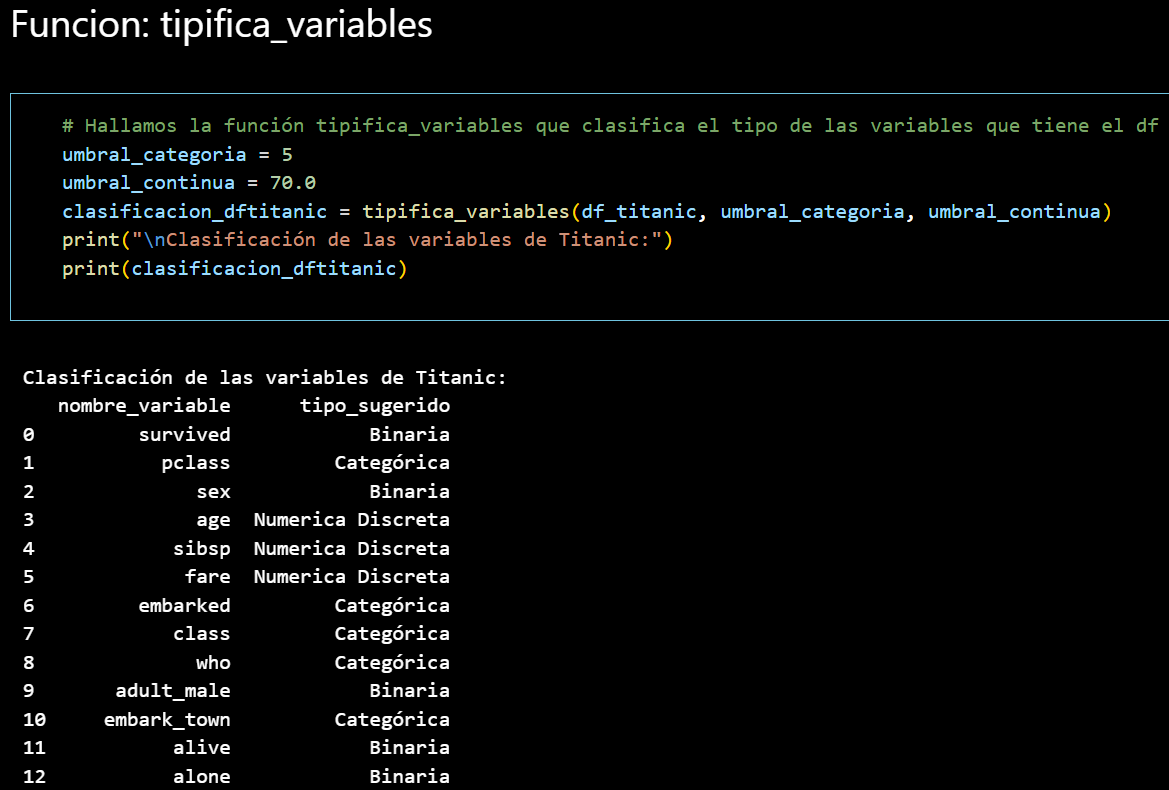 Funcion: tipifica_variables
# Hallamos la función tipifica_variables que clasifica el tipo de las variables que tiene el df
umbral_categoria = 5
umbral_continua = 70.0
clasificacion_dftitanic = tipifica_variables(df_titanic, umbral_categoria, umbral_continua)
print("\nClasificación de las variables de Titanic:")
print(clasificacion_dftitanic)
Clasificación de las variables de Titanic:
nombre_variable tipo_sugerido
0 survived Binaria
1 pclass Categórica
2 sex Binaria
3 age Numerica Discreta
4 sibsp Numerica Discreta
5 fare Numerica Discreta
6 embarked Categórica
7 class Categórica
8 who Categórica
9 adult_male Binaria
10 embark_town Categórica
11 alive Binaria
12 alone Binaria